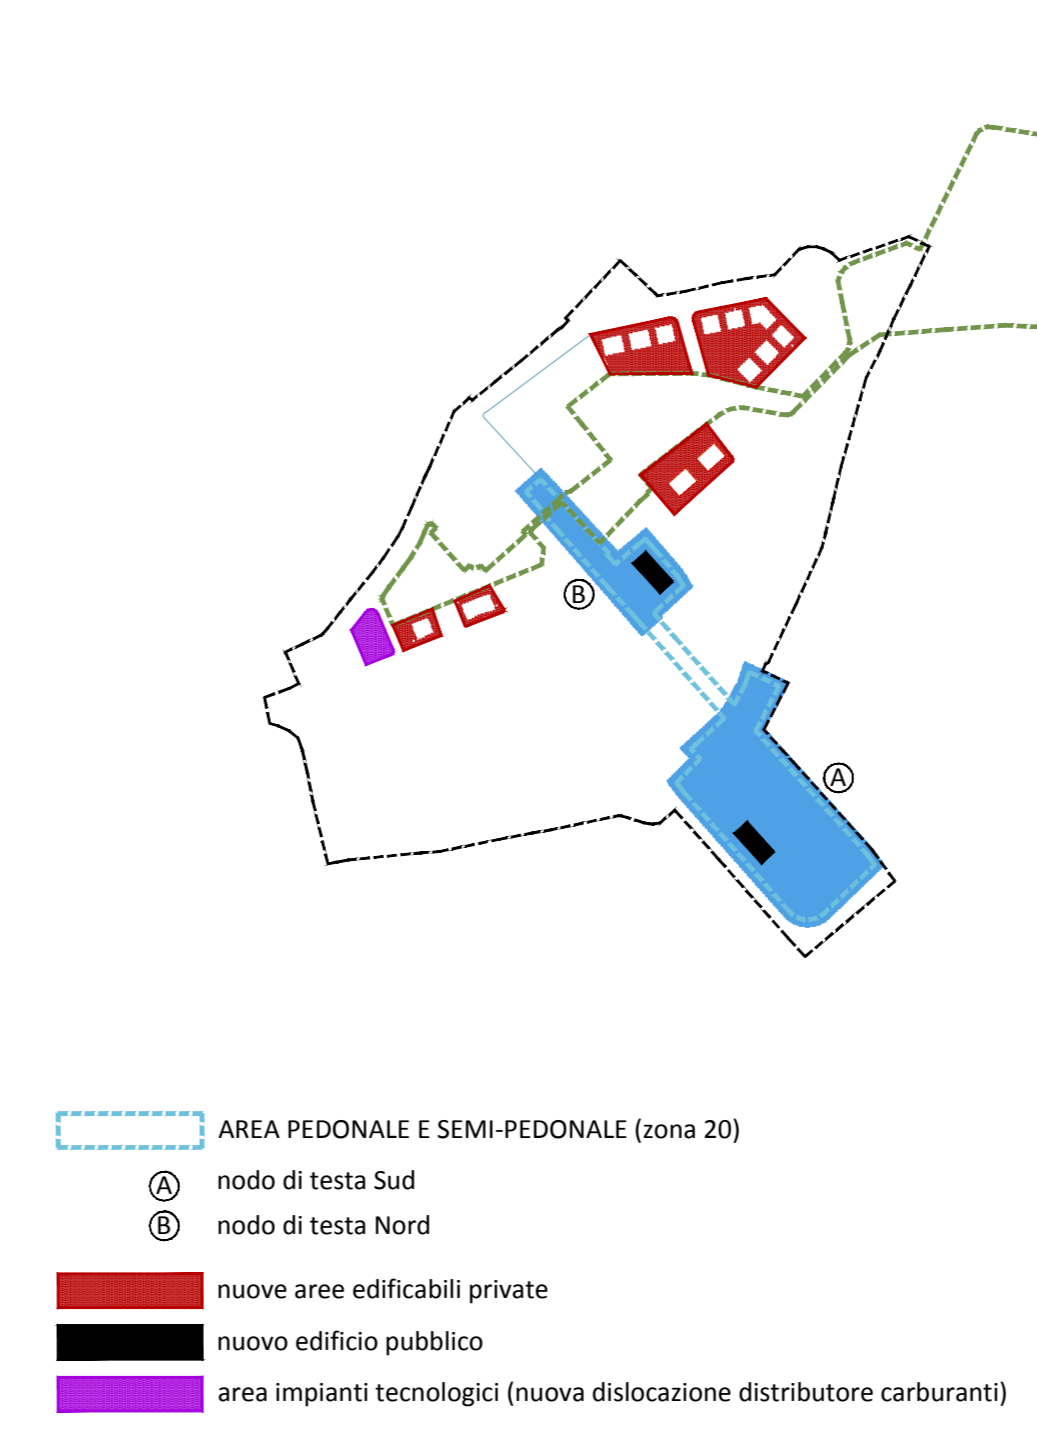 B
A
AREA PEDONALE E SEMI-PEDONALE (zona 20)
A nodo di testa Sud
B nodo di testa Nord
nuove aree edificabili private
nuovo edificio pubblico
area impianti tecnologici (nuova dislocazione distributore carburanti)